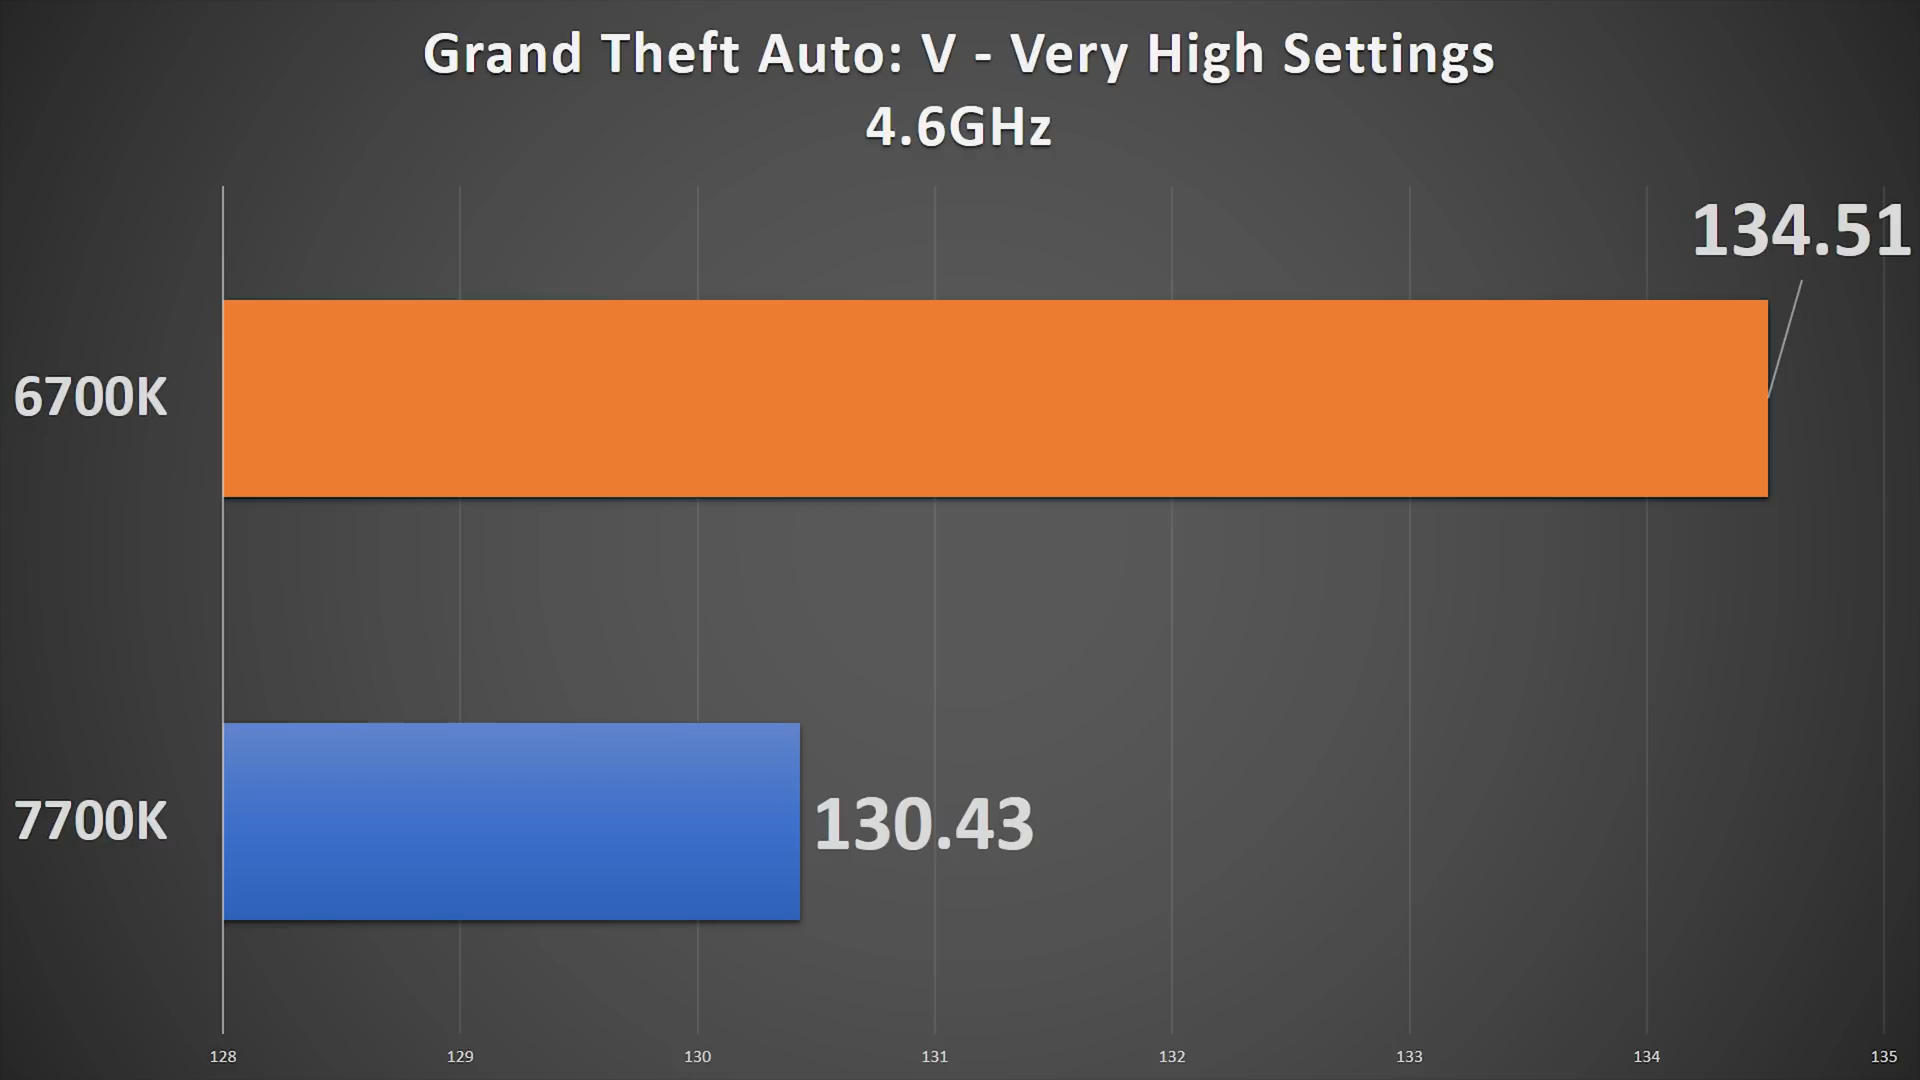 Grand Theft Auto: V - Very High Settings
4.6GHz
134.51
6700K
7700K
130.43
128 129 130 131 132 133 134 135